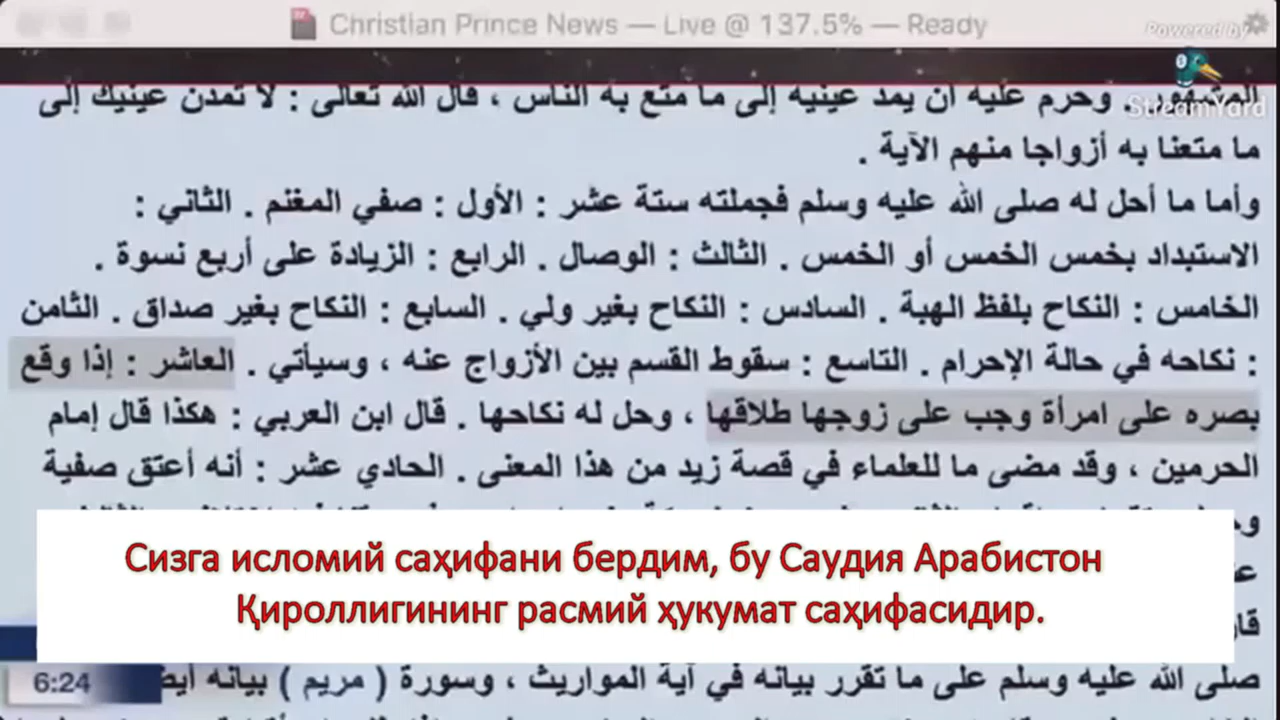 Christian Prince News — Live @ 137.5% — Ready
Powered by
StreamYard
المشهور . وحرم عليه أن يمد عينيه إلى ما متع به الناس ، قال الله تعالى : لا تمدن عينيك إلى
ما متعنا به أزواجا منهم الآية .
وأما ما أحل له صلى الله عليه وسلم فجملته ستة عشر : الأول : صفي المغنم . الثاني :
الاستبداد بخمس الخمس أو الخمس . الثالث : الوصال . الرابع : الزيادة على أربع نسوة .
الخامس : النكاح بلفظ الهبة . السادس : النكاح بغير ولي . السابع : النكاح بغير صداق . الثامن
: نكاحه في حالة الإحرام . التاسع : سقوط القسم بين الأزواج عنه ، وسيأتي . العاشر : إذا وقع
بصره على امرأة وجب على زوجها طلاقها ، وحل له نكاحها . قال ابن العربي : هكذا قال إمام
الحرمين ، وقد مضى ما للعلماء في قصة زيد من هذا المعنى . الحادي عشر : أنه أعتق صفية
Сизга исломий саҳифани бердим, бу Саудия Арабистон
Қироллигининг расмий ҳукумат саҳифасидир.
صلى الله عليه وسلم على ما تقرر بيانه في آية المواريث ، وسورة ( مريم ) بيانه
6:24